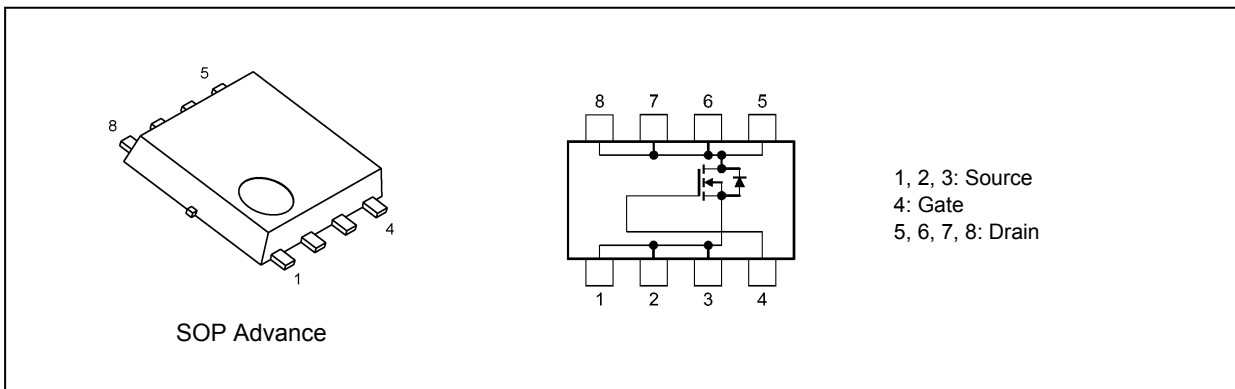 5
8
4
1
SOP Advance
8 7 6 5
1 2 3 4
1, 2, 3: Source
4: Gate
5, 6, 7, 8: Drain